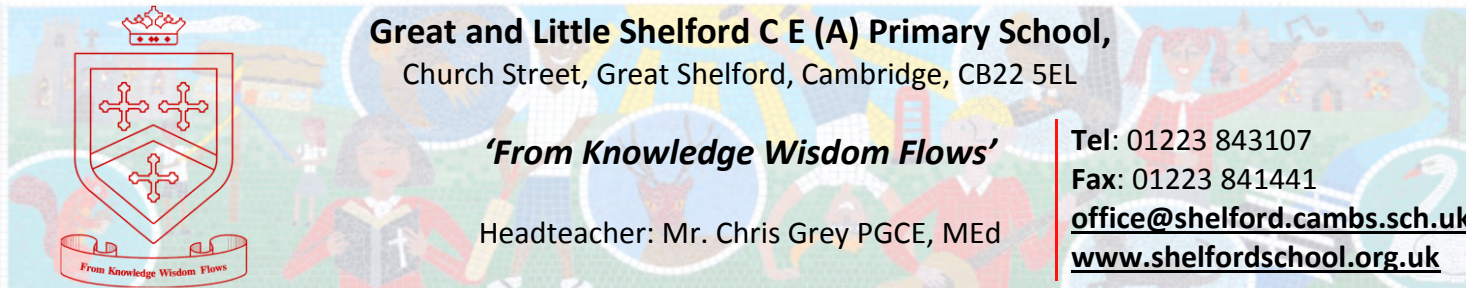 Great and Little Shelford C E (A) Primary School,
Church Street, Great Shelford, Cambridge, CB22 5EL
‘From Knowledge Wisdom Flows’
Headteacher: Mr. Chris Grey PGCE, MEd
Tel: 01223 843107
Fax: 01223 841441
office@shelford.cambs.sch.uk
www.shelfordschool.org.uk
From Knowledge Wisdom Flows